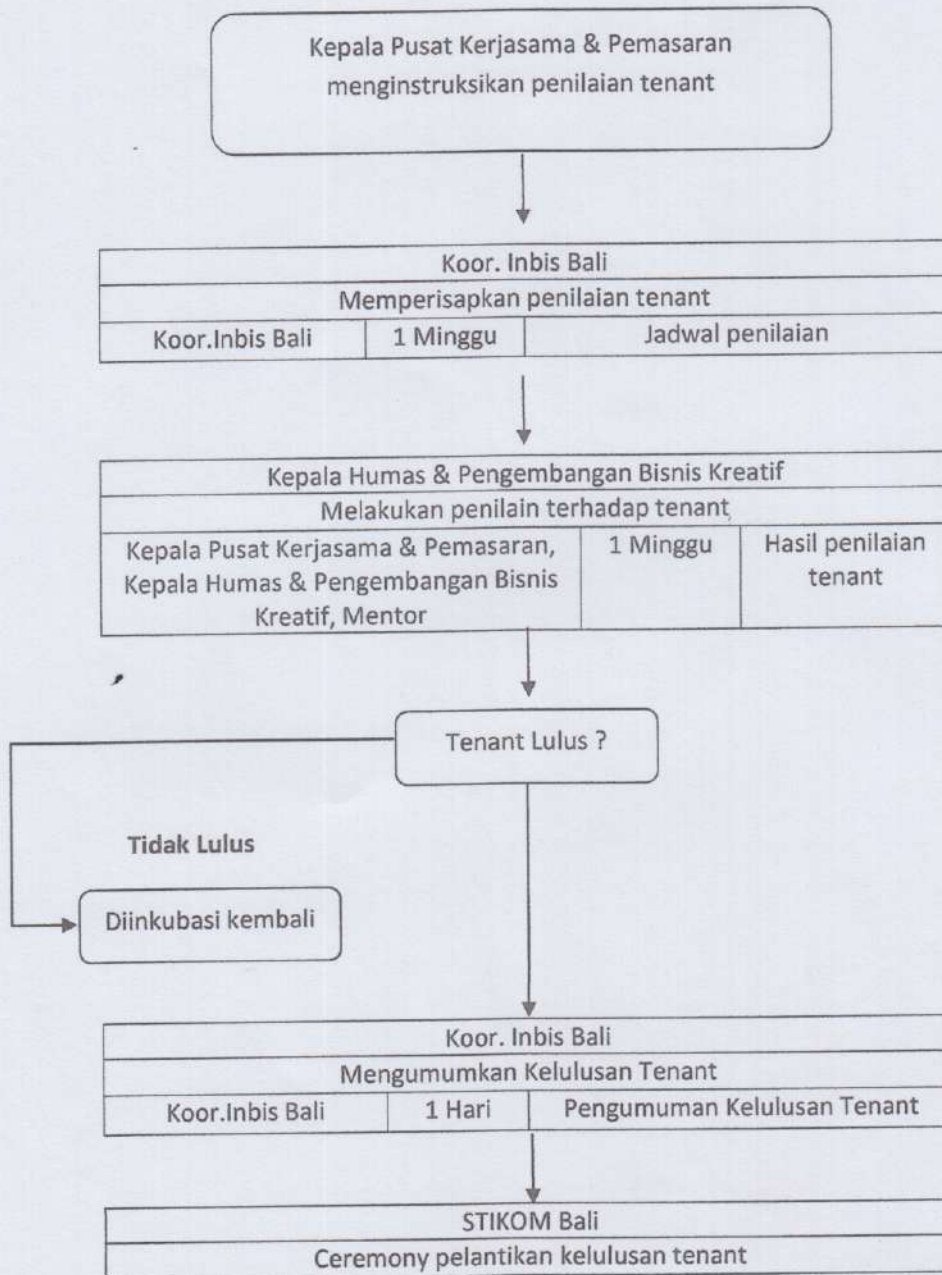 Kepala Pusat Kerjasama & Pemasaran
menginstruksikan penilaian tenant
Koor. Inbis Bali
Memperisapkan penilaian tenant
Koor.Inbis Bali 1 Minggu Jadwal penilaian
Kepala Humas & Pengembangan Bisnis Kreatif
Melakukan penilain terhadap tenant
Kepala Pusat Kerjasama & Pemasaran, 1 Minggu Hasil penilaian
Kepala Humas & Pengembangan Bisnis tenant
Kreatif, Mentor
Tenant Lulus ?
Tidak Lulus
Diinkubasi kembali
Koor. Inbis Bali
Mengumumkan Kelulusan Tenant
Koor.Inbis Bali 1 Hari Pengumuman Kelulusan Tenant
STIKOM Bali
Ceremony pelantikan kelulusan tenant